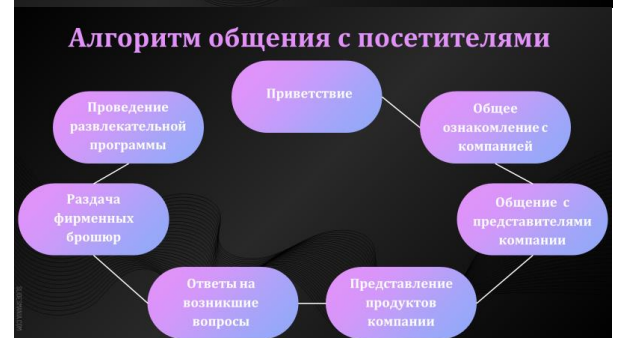 Алгоритм общения с посетителями
Приветствие
Общее
ознакомление с
компанией
Общение с
представителями
компании
Представление
продуктов
компании
Ответы на
возникшие
вопросы
Раздача
фирменных
брошюр
Проведение
развлекательной
программы